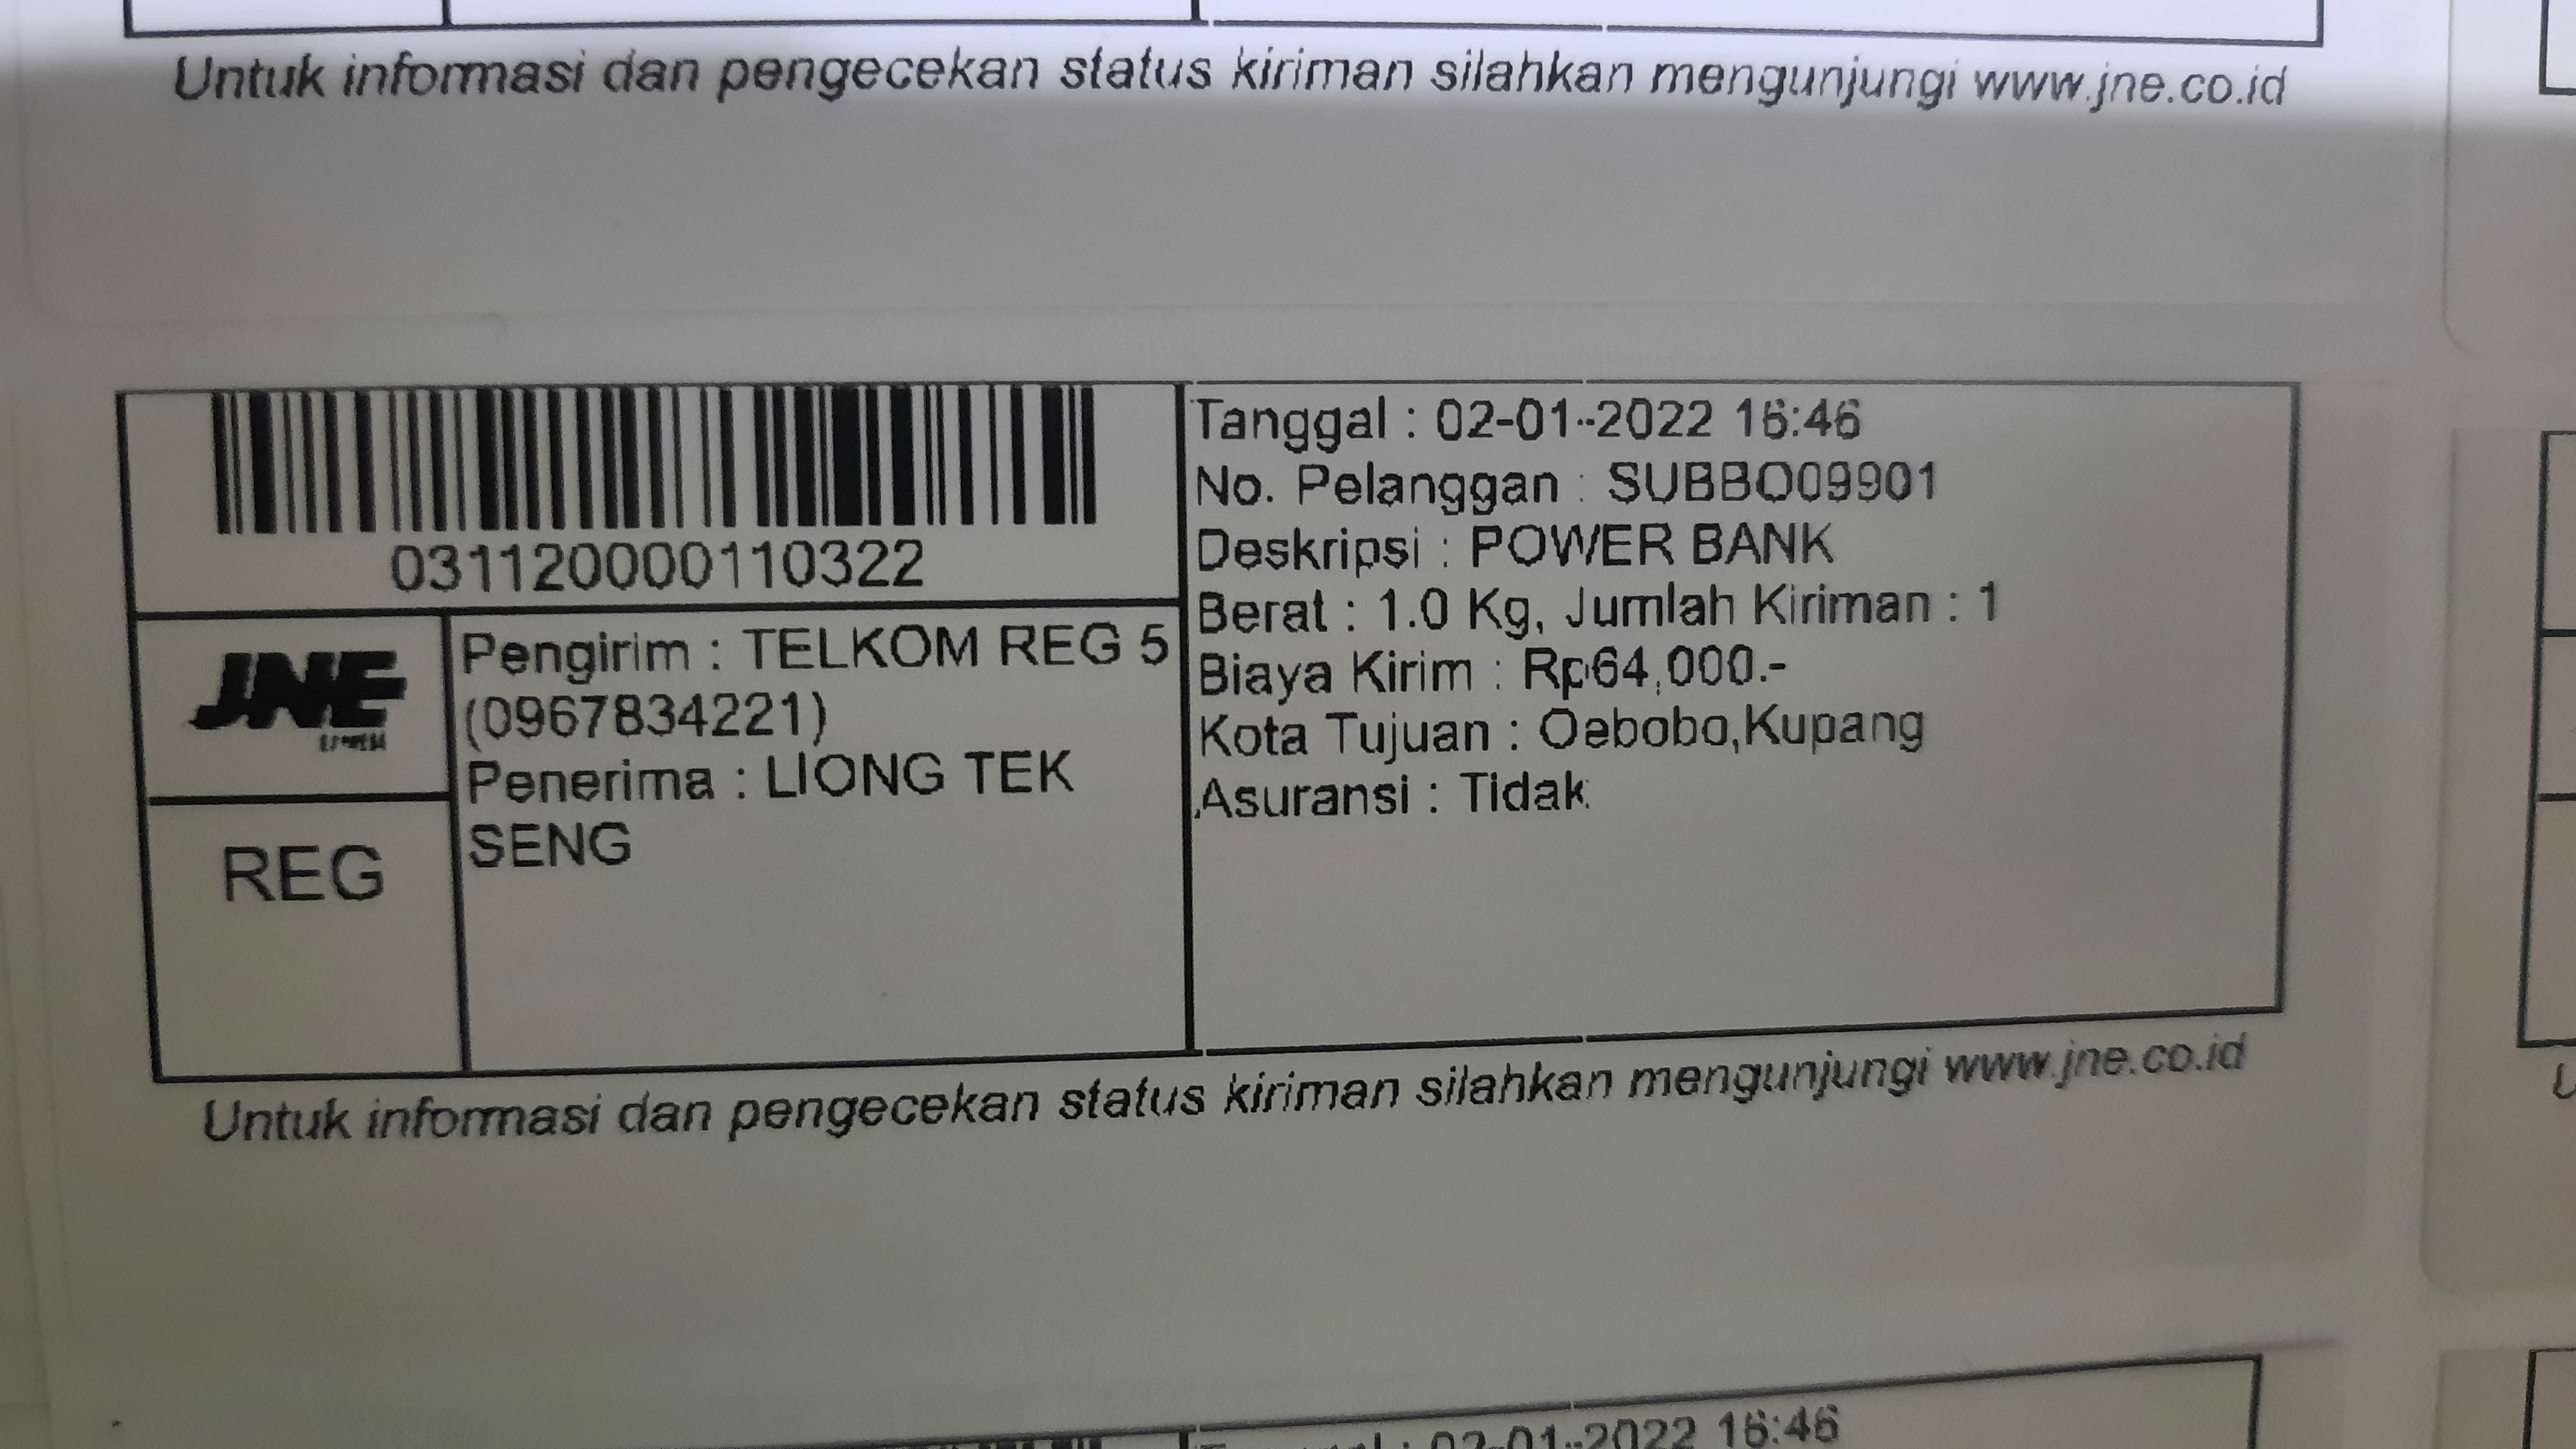 031120000110322
JNE
REG
Pengirim : TELKOM REG 5
(0967834221)
Penerima : LIONG TEK
SENG
Tanggal : 02-01-2022 16:46
No. Pelanggan : SUBBO09901
Deskripsi : POWER BANK
Berat : 1.0 Kg, Jumlah Kiriman : 1
Biaya Kirim : Rp64,000.-
Kota Tujuan : Oebobo,Kupang
Asuransi : Tidak
Untuk informasi dan pengecekan status kiriman silahkan mengunjungi www.jne.co.id
Untuk informasi dan pengecekan status kiriman silahkan mengunjungi www.jne.co.id
02-01-2022 16:46